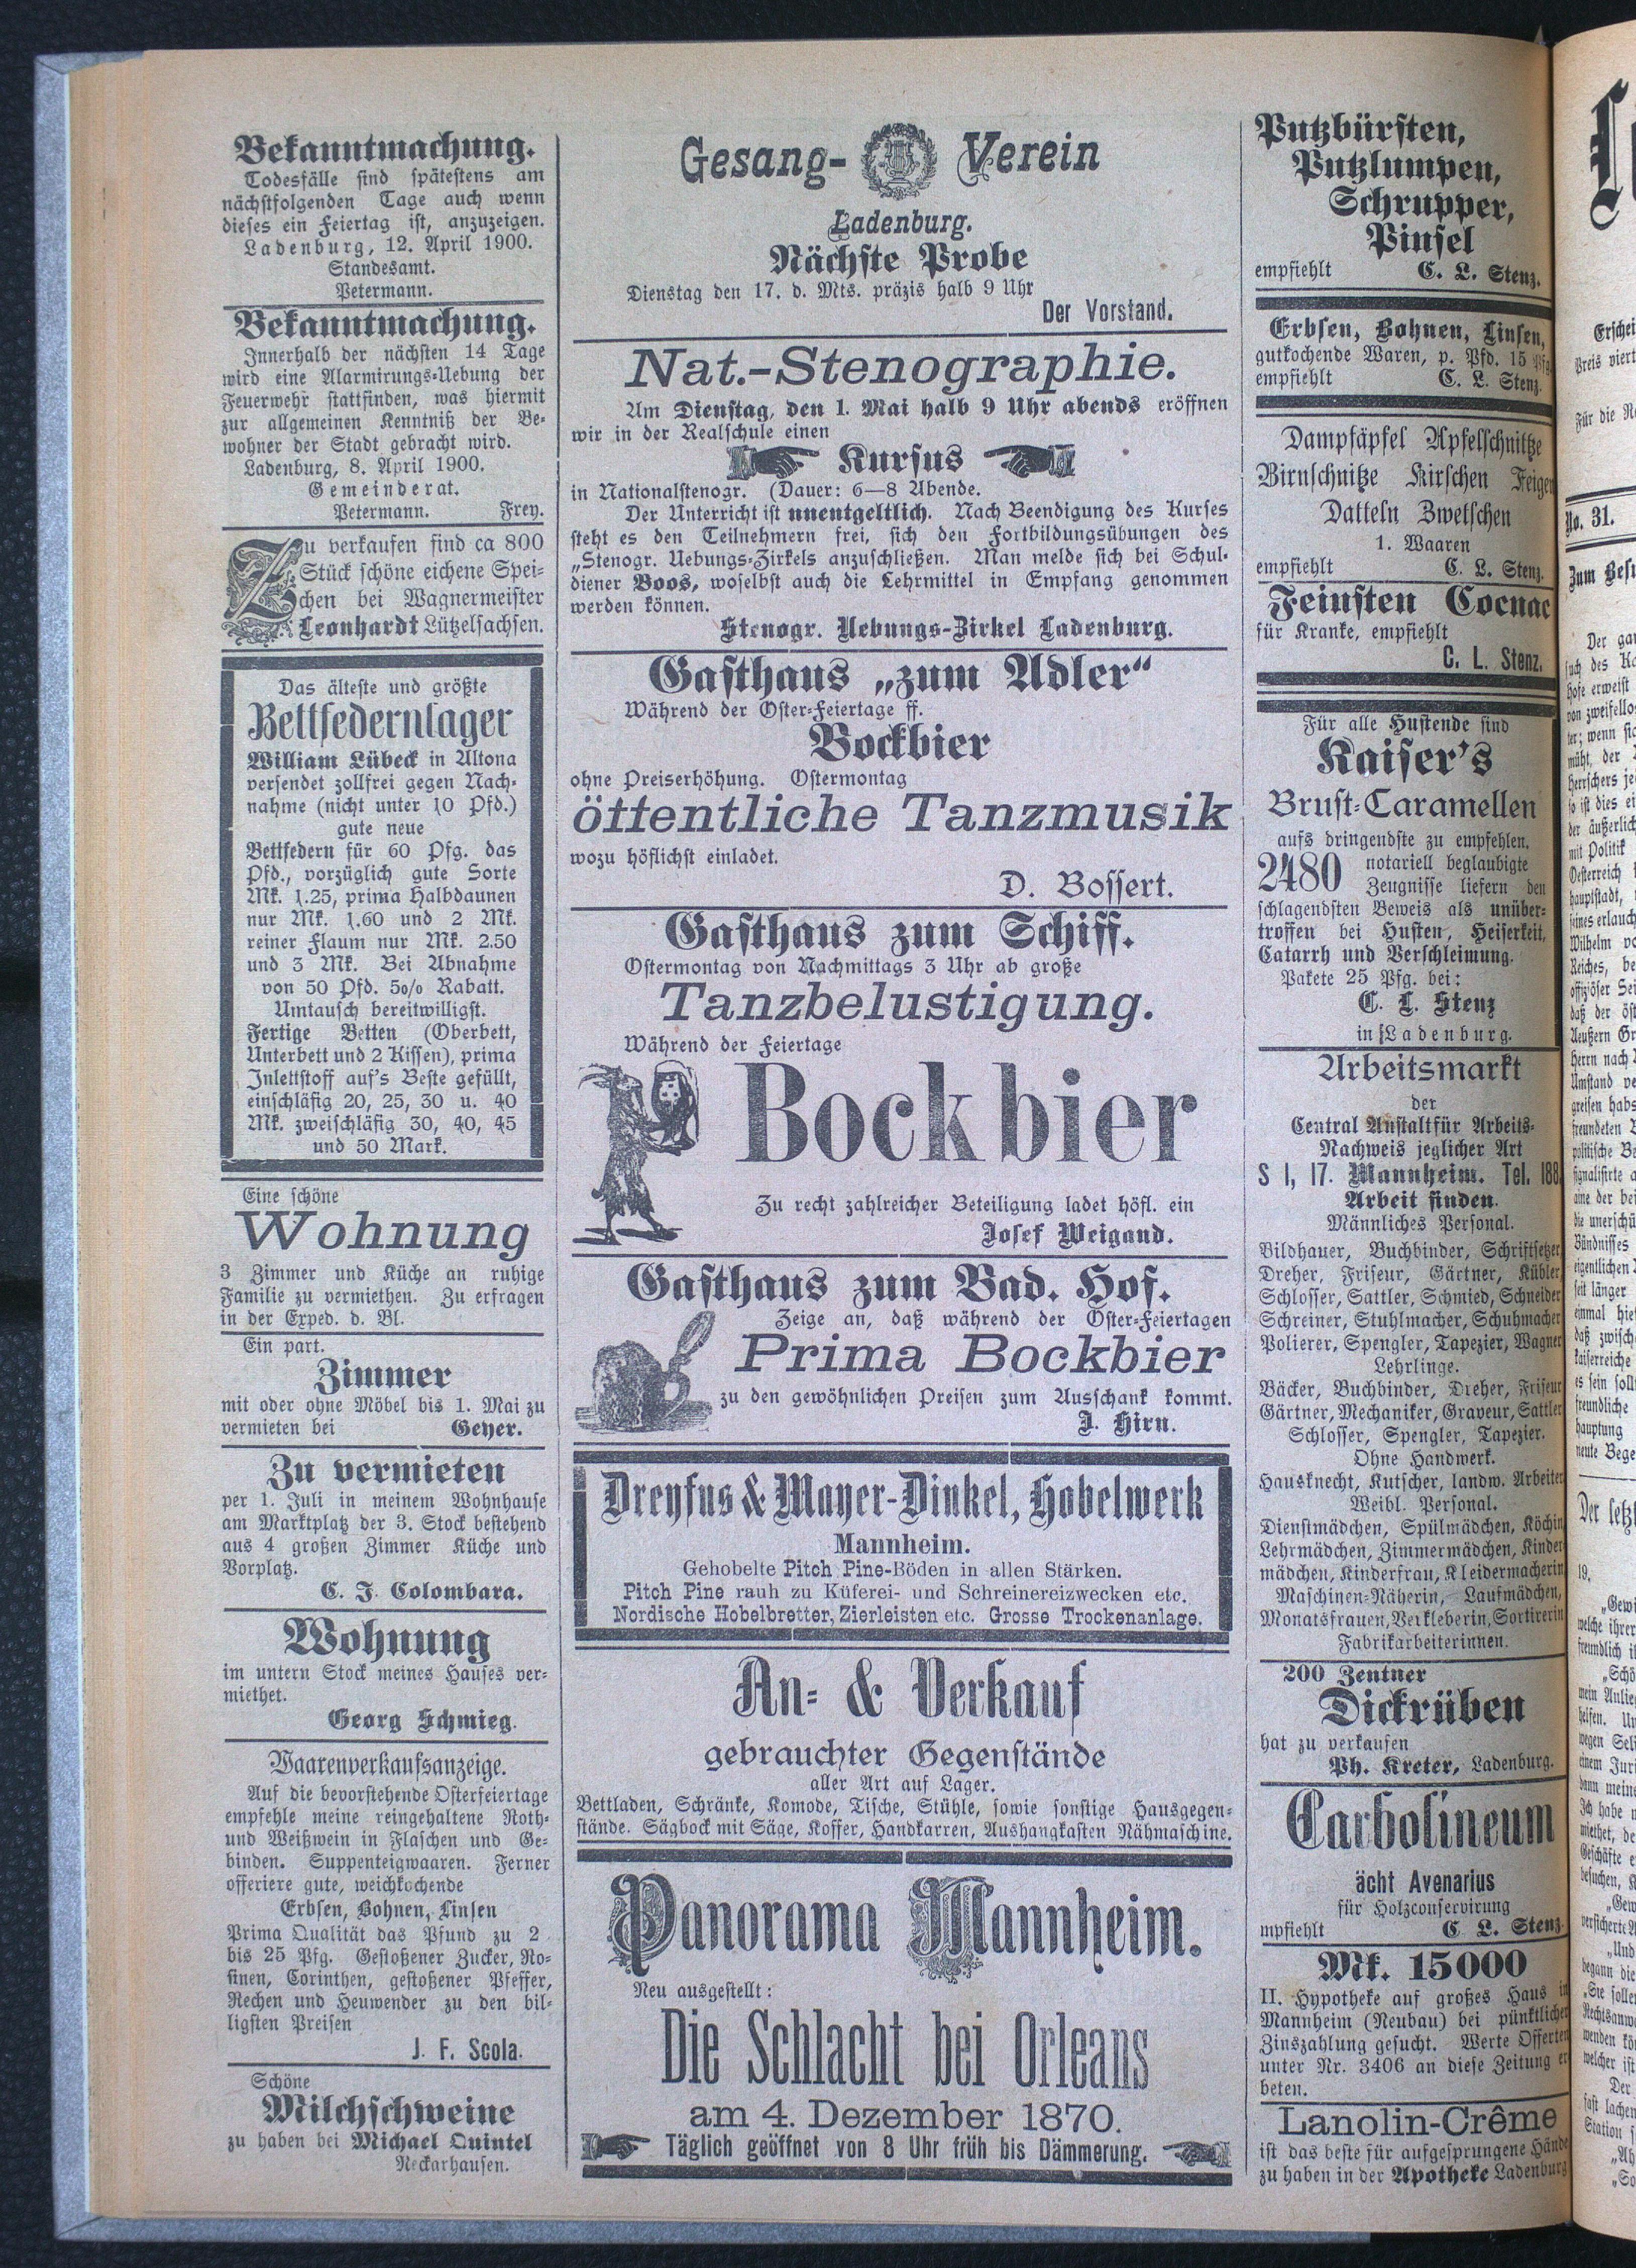 Bekanntmachung.
Todesfälle sind spätestens am
nächstfolgenden Tage auch wenn
dieses ein Feiertag ist, anzuzeigen.
Ladenburg, 12. April 1900.
Standesamt.
Petermann.
Bekanntmachung.
Innerhalb der nächsten 14 Tage
wird eine Alarmirungs-Uebung der
Feuerwehr stattfinden, was hiermit
zur allgemeinen Kenntniß der Be-
wohner der Stadt gebracht wird.
Ladenburg, 8. April 1900.
Gemeinderat.
Petermann. Frey.
Zu verkaufen sind ca 800
Stück schöne eichene Spei-
chen bei Wagnermeister
Leonhardt Lützelsachsen.
Das älteste und größte
Bettfedernlager
William Lübeck in Altona
versendet zollfrei gegen Nach-
nahme (nicht unter 10 Pfd.)
gute neue
Bettfedern für 60 Pfg. das
Pfd., vorzüglich gute Sorte
Mk. 1.25, prima Halbdaunen
nur Mk. 1.60 und 2 Mk.
reiner Flaum nur Mk. 2.50
und 3 Mk. Bei Abnahme
von 50 Pfd. 5o/o Rabatt.
Umtausch bereitwilligst.
Fertige Betten (Oberbett,
Unterbett und 2 Kissen), prima
Inlettstoff auf's Beste gefüllt,
einschläfig 20, 25, 30 u. 40
Mk. zweischläfig 30, 40, 45
und 50 Mark.
Eine schöne
Wohnung
3 Zimmer und Küche an ruhige
Familie zu vermiethen. Zu erfragen
in der Exped. d. Bl.
Ein part.
Zimmer
mit oder ohne Möbel bis 1. Mai zu
vermieten bei Geyer.
Zu vermieten
per 1. Juli in meinem Wohnhause
am Marktplatz der 3. Stock bestehend
aus 4 großen Zimmer Küche und
Vorplatz.
C. J. Colombara.
Wohnung
im untern Stock meines Hauses ver-
miethet.
Georg Schmieg.
Waarenverkaufsanzeige.
Auf die bevorstehende Osterfeiertage
empfehle meine reingehaltene Roth-
und Weißwein in Flaschen und Ge-
binden. Suppenteigwaaren. Ferner
offeriere gute, weichkochende
Erbsen, Bohnen, Linsen
Prima Qualität das Pfund zu 2
bis 25 Pfg. Gestoßener Zucker, Ro-
sinen, Corinthen, gestoßener Pfeffer,
Rechen und Heuwender zu den bil-
ligsten Preisen
J. F. Scola.
Schöne
Milchschweine
zu haben bei Michael Quintel
Neckarhausen.
Gesang-Verein
Ladenburg.
Nächste Probe
Dienstag den 17. d. Mts. präzis halb 9 Uhr
Der Vorstand.
Nat.-Stenographie.
Am Dienstag, den 1. Mai halb 9 Uhr abends eröffnen
wir in der Realschule einen
Kursus
in Nationalstenogr. (Dauer: 6—8 Abende.
Der Unterricht ist unentgeltlich. Nach Beendigung des Kurses
steht es den Teilnehmern frei, sich den Fortbildungsübungen des
„Stenogr. Uebungs-Zirkels anzuschließen. Man melde sich bei Schul-
diener Boos, woselbst auch die Lehrmittel in Empfang genommen
werden können.
Stenogr. Uebungs-Zirkel Ladenburg.
Gasthaus „zum Adler“
Während der Oster-Feiertage ff.
Bockbier
ohne Preiserhöhung. Ostermontag
öffentliche Tanzmusik
wozu höflichst einladet.
D. Bossert.
Gasthaus zum Schiff.
Ostermontag von Nachmittags 3 Uhr ab große
Tanzbelustigung.
Während der Feiertage
Bockbier
Zu recht zahlreicher Beteiligung ladet höfl. ein
Josef Weigand.
Gasthaus zum Bad. Hof.
Zeige an, daß während der Oster-Feiertagen
Prima Bockbier
zu den gewöhnlichen Preisen zum Ausschank kommt.
J. Hirn.
Dreyfus & Mayer-Dinkel, Hobelwerk
Mannheim.
Gehobelte Pitch Pine-Böden in allen Stärken.
Pitch Pine rauh zu Küferei- und Schreinereizwecken etc.
Nordische Hobelbretter, Zierleisten etc. Grosse Trockenanlage.
An- & Verkauf
gebrauchter Gegenstände
aller Art auf Lager.
Bettladen, Schränke, Komode, Tische, Stühle, sowie sonstige Hausgegen-
stände. Sägbock mit Säge, Koffer, Handkarren, Aushangkasten Nähmaschine.
Panorama Mannheim.
Neu ausgestellt:
Die Schlacht bei Orleans
am 4. Dezember 1870.
Täglich geöffnet von 8 Uhr früh bis Dämmerung.
Putzbürsten,
Putzlumpen,
Schrupper,
Pinsel
empfiehlt C. L. Stenz.
Erbsen, Bohnen, Linsen,
gutkochende Waren, p. Pfd. 15 Pfg
empfiehlt C. L. Stenz.
Dampfäpfel Apfelschnitze
Birnschnitze Kirschen Feigen
Datteln Zwetschen
1. Waaren
empfiehlt C. L. Stenz.
Feinsten Cocnac
für Kranke, empfiehlt
C. L. Stenz.
Für alle Hustende sind
Kaiser's
Brust-Caramellen
aufs dringendste zu empfehlen.
2480 notariell beglaubigte
Zeugnisse liefern den
schlagendsten Beweis als unüber-
troffen bei Husten, Heiserkeit,
Catarrh und Verschleimung.
Pakete 25 Pfg. bei:
C. L. Stenz
in Ladenburg.
Arbeitsmarkt
der
Central Anstalt für Arbeits-
Nachweis jeglicher Art
S 1, 17. Mannheim. Tel. 188
Arbeit finden.
Männliches Personal.
Bildhauer, Buchbinder, Schriftsetzer
Dreher, Friseur, Gärtner, Kübler,
Schlosser, Sattler, Schmied, Schneider
Schreiner, Stuhlmacher, Schuhmacher
Polierer, Spengler, Tapezier, Wagner
Lehrlinge.
Bäcker, Buchbinder, Dreher, Friseur
Gärtner, Mechaniker, Graveur, Sattler
Schlosser, Spengler, Tapezier.
Ohne Handwerk.
Hausknecht, Kutscher, landw. Arbeiter
Weibl. Personal.
Dienstmädchen, Spülmädchen, Köchin
Lehrmädchen, Zimmermädchen, Kinder
mädchen, Kinderfrau, Kleidermacherin
Maschinen-Näherin, Laufmädchen,
Monatsfrauen, Verkleberin, Sortirerin
Fabrikarbeiterinnen.
200 Zentner
Dickrüben
hat zu verkaufen
Ph. Kreter, Ladenburg.
Carbolineum
ächt Avenarius
für Holzconservirung
mpfiehlt C L. Stenz.
Mk. 15000
II. Hypotheke auf großes Haus in
Mannheim (Neubau) bei pünktlicher
Zinszahlung gesucht. Werte Offerten
unter Nr. 3406 an diese Zeitung er
beten.
Lanolin-Crême
ist das beste für aufgesprungene Hände
zu haben in der Apotheke Ladenburg
No. 31.